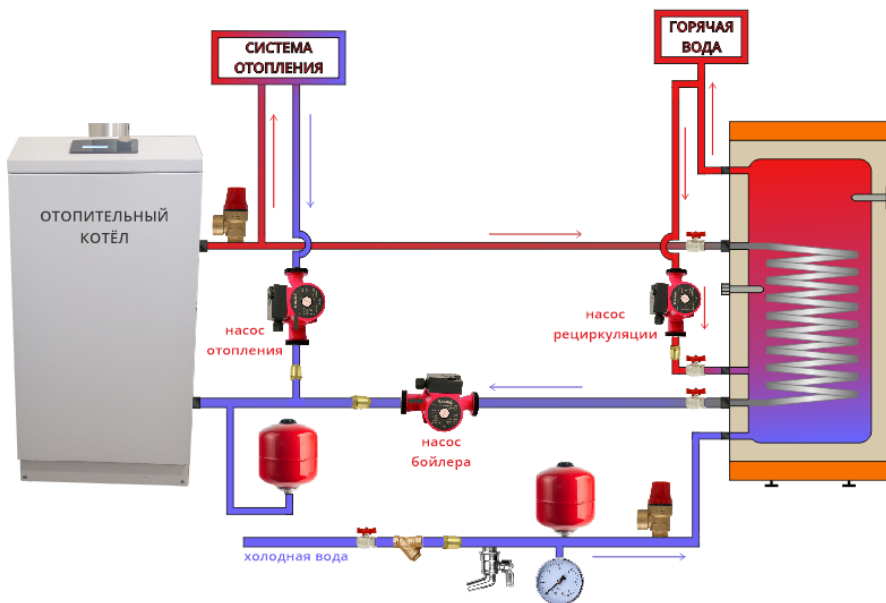 СИСТЕМА
ОТОПЛЕНИЯ
ГОРЯЧАЯ
ВОДА
ОТОПИТЕЛЬНЫЙ
КОТЁЛ
насос
отопления
насос
рециркуляции
насос
бойлера
холодная вода